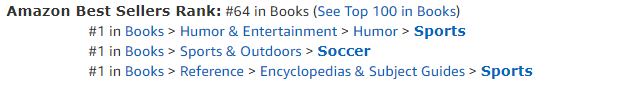 Amazon Best Sellers Rank: #64 in Books (See Top 100 in Books)
#1 in Books > Humor & Entertainment > Humor > Sports
#1 in Books > Sports & Outdoors > Soccer
#1 in Books > Reference > Encyclopedias & Subject Guides > Sports